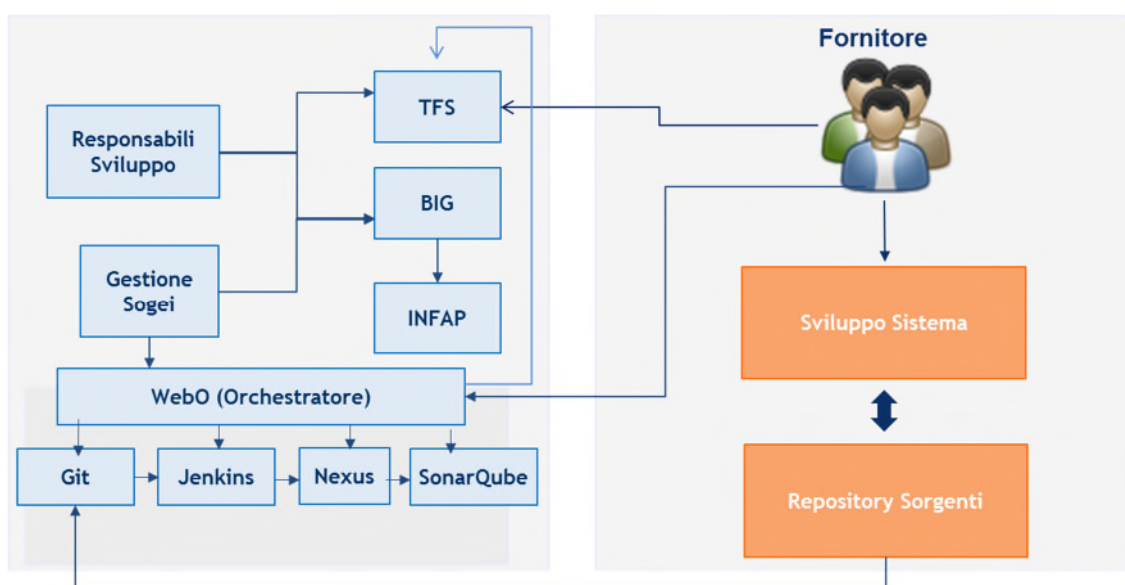 Fornitore
TFS
Responsabili
Sviluppo
BIG
Gestione
Sogei
INFAP
Sviluppo Sistema
WebO (Orchestratore)
Git
Jenkins
Nexus
SonarQube
Repository Sorgenti